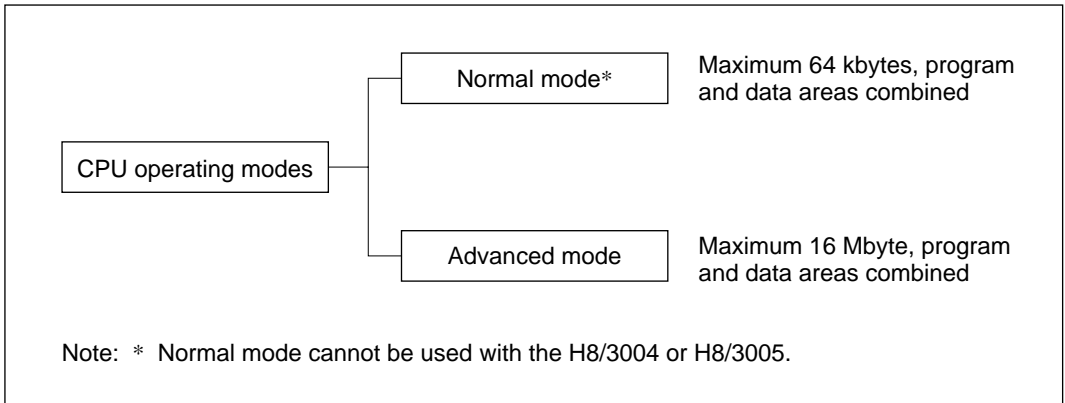 Normal mode*
Maximum 64 kbytes, program
and data areas combined
CPU operating modes
Advanced mode
Maximum 16 Mbyte, program
and data areas combined
Note: * Normal mode cannot be used with the H8/3004 or H8/3005.